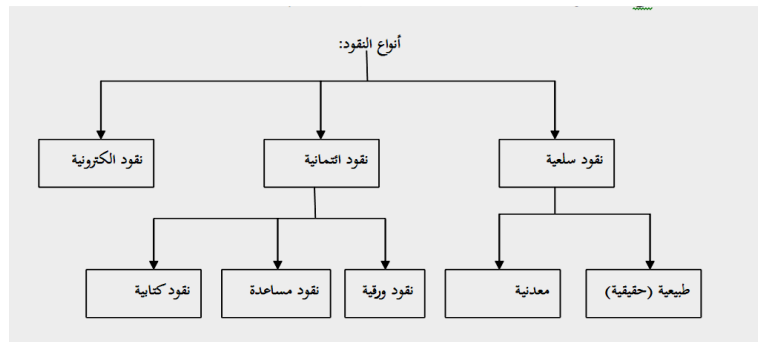 أنواع النقود:
نقود سلعية
نقود ائتمانية
نقود الكترونية
طبيعية (حقيقية)
معدنية
نقود ورقية
نقود مساعدة
نقود كتابية